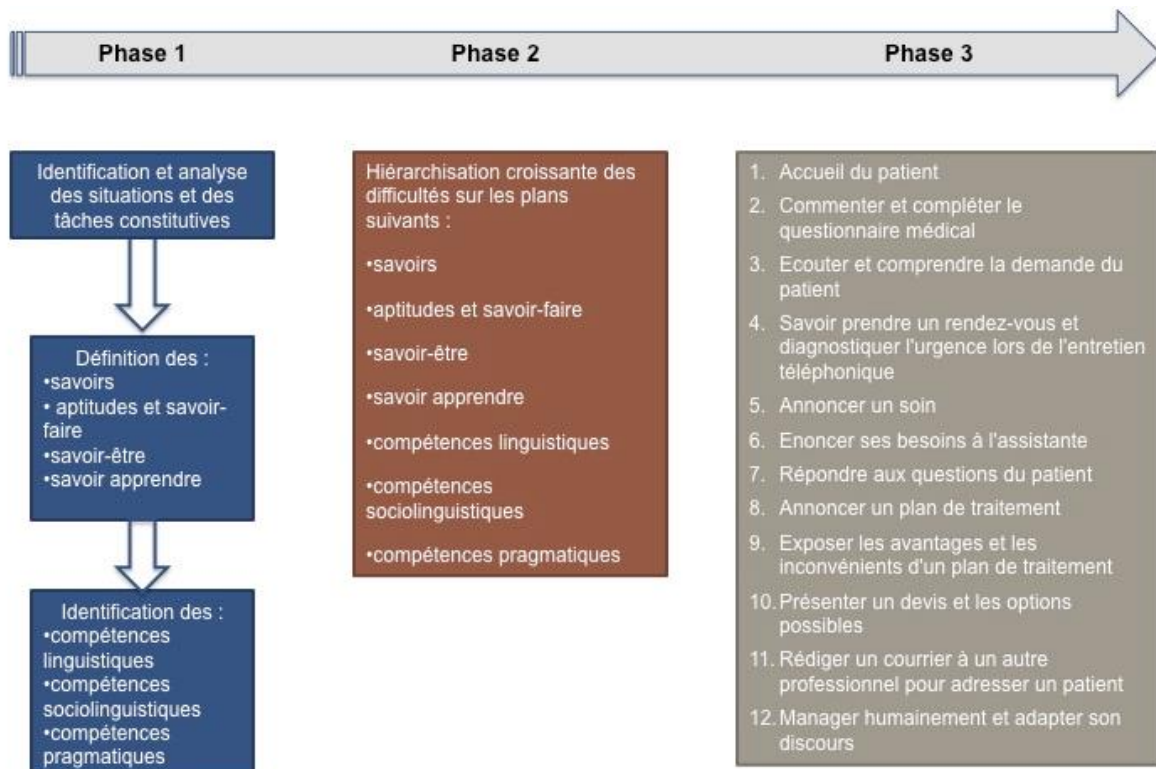 Phase 1
Phase 2
Phase 3
Identification et analyse
des situations et des
tâches constitutives
Définition des :
•savoirs
• aptitudes et savoir-
faire
•savoir-être
•savoir apprendre
Identification des :
•compétences
linguistiques
•compétences
sociolinguistiques
•compétences
pragmatiques
Hiérarchisation croissante des
difficultés sur les plans
suivants :
•savoirs
•aptitudes et savoir-faire
•savoir-être
•savoir apprendre
•compétences linguistiques
•compétences
sociolinguistiques
•compétences pragmatiques
1. Accueil du patient
2. Commenter et compléter le
questionnaire médical
3. Ecouter et comprendre la demande du
patient
4. Savoir prendre un rendez-vous et
diagnostiquer l'urgence lors de l'entretien
téléphonique
5. Annoncer un soin
6. Enoncer ses besoins à l'assistante
7. Répondre aux questions du patient
8. Annoncer un plan de traitement
9. Exposer les avantages et les
inconvénients d'un plan de traitement
10. Présenter un devis et les options
possibles
11. Rédiger un courrier à un autre
professionnel pour adresser un patient
12. Manager humainement et adapter son
discours